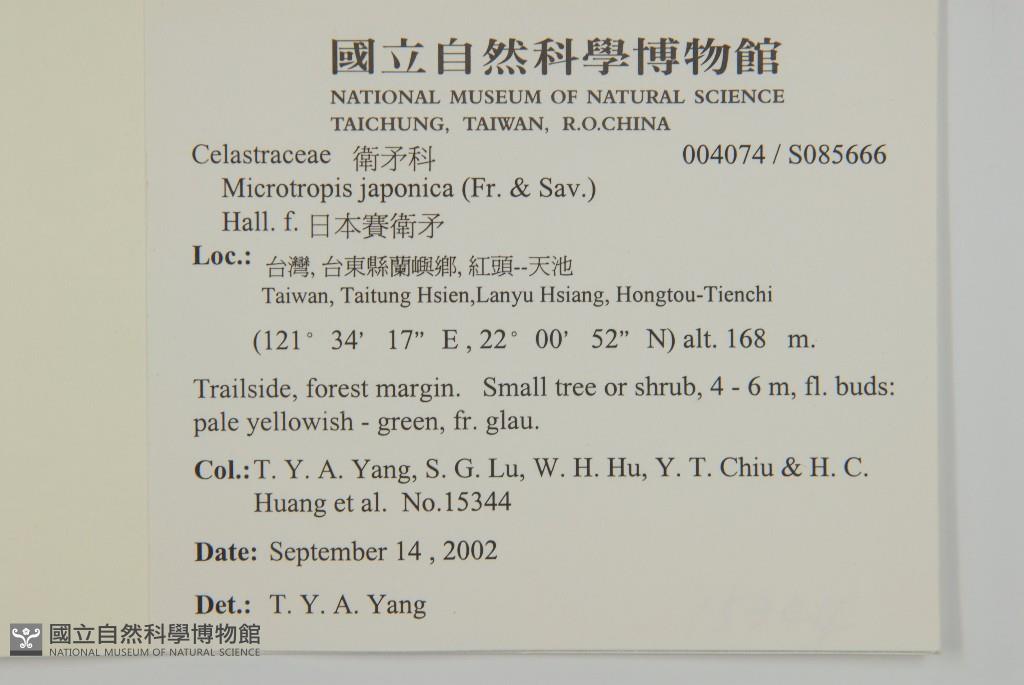 國立自然科學博物館
NATIONAL MUSEUM OF NATURAL SCIENCE
TAICHUNG, TAIWAN, R.O.CHINA
Celastraceae 衛矛科 004074 / S085666
Microtropis japonica (Fr. & Sav.)
Hall. f. 日本賽衛矛
Loc.: 台灣, 台東縣蘭嶼鄉, 紅頭--天池
Taiwan, Taitung Hsien,Lanyu Hsiang, Hongtou-Tienchi
(121° 34’ 17” E , 22° 00’ 52” N) alt. 168 m.
Trailside, forest margin. Small tree or shrub, 4 - 6 m, fl. buds:
pale yellowish - green, fr. glau.
Col.: T. Y. A. Yang, S. G. Lu, W. H. Hu, Y. T. Chiu & H. C.
Huang et al. No.15344
Date: September 14 , 2002
Det.: T. Y. A. Yang
國立自然科學博物館
NATIONAL MUSEUM OF NATURAL SCIENCE